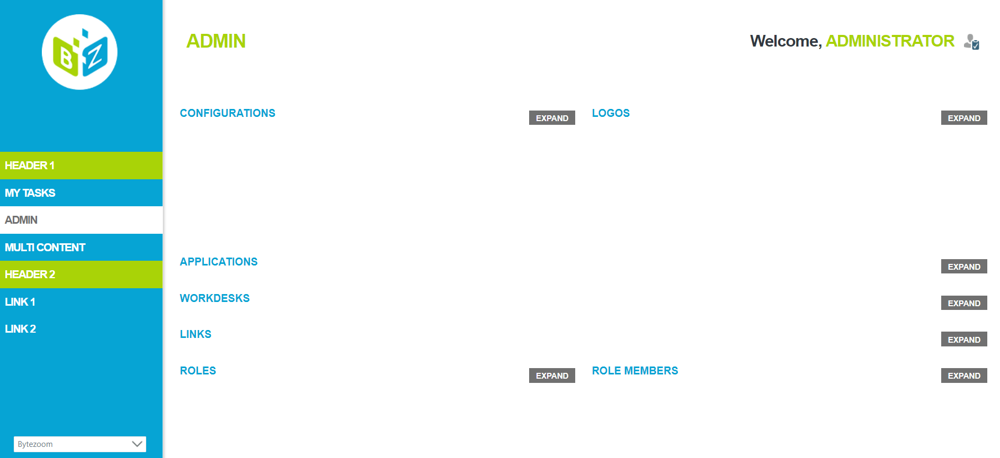 B Z
ADMIN
Welcome, ADMINISTRATOR
HEADER 1
MY TASKS
ADMIN
MULTI CONTENT
HEADER 2
LINK 1
LINK 2
Bytezoom
CONFIGURATIONS EXPAND
LOGOS EXPAND
APPLICATIONS EXPAND
WORKDESKS EXPAND
LINKS EXPAND
ROLES EXPAND
ROLE MEMBERS EXPAND